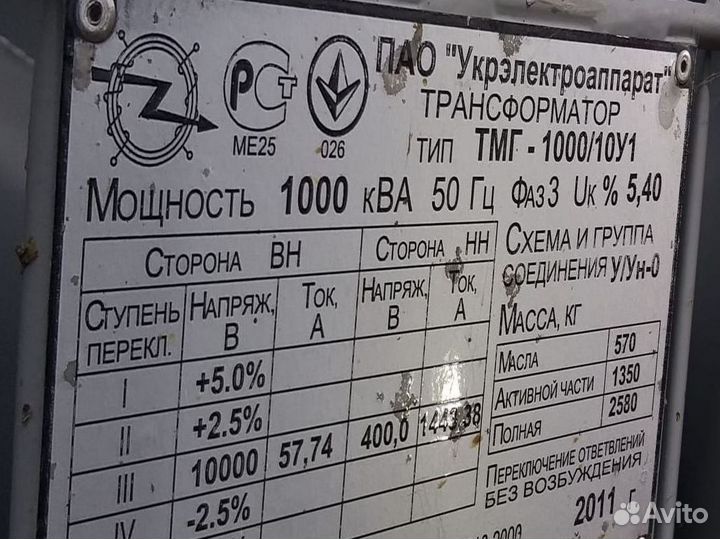 ПАО "Укрэлектроаппарат"
ТРАНСФОРМАТОР
ТИП ТМГ - 1000/10У1
РСТ
МЕ25
026
МОЩНОСТЬ 1000 кВА 50 Гц ФАЗ 3 Uк % 5,40
СТОРОНА ВН
СТОРОНА НН
СТУПЕНЬ ПЕРЕКЛ.
НАПРЯЖ, В
ТОК, А
НАПРЯЖ, В
ТОК, А
I +5.0%
II +2.5%
III 10000 57,74 400,0 1443,38
IV -2.5%
СХЕМА И ГРУППА
СОЕДИНЕНИЯ У/Ун-0
МАССА, КГ
МАСЛА 570
АКТИВНОЙ ЧАСТИ 1350
ПОЛНАЯ 2580
ПЕРЕКЛЮЧЕНИЕ ОТВЕТВЛЕНИЙ
БЕЗ ВОЗБУЖДЕНИЯ
2011 г.
Avito